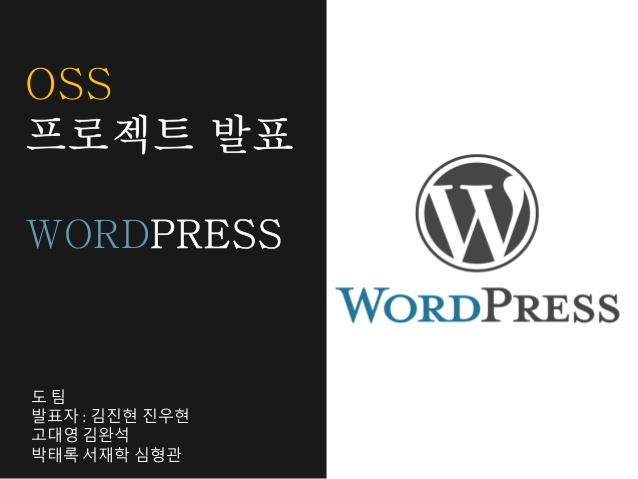 OSS
프로젝트 발표
WORDPRESS
도 팀
발표자 : 김진현 진우현
고대영 김완석
박태록 서재학 심형관
W
WORDPRESS